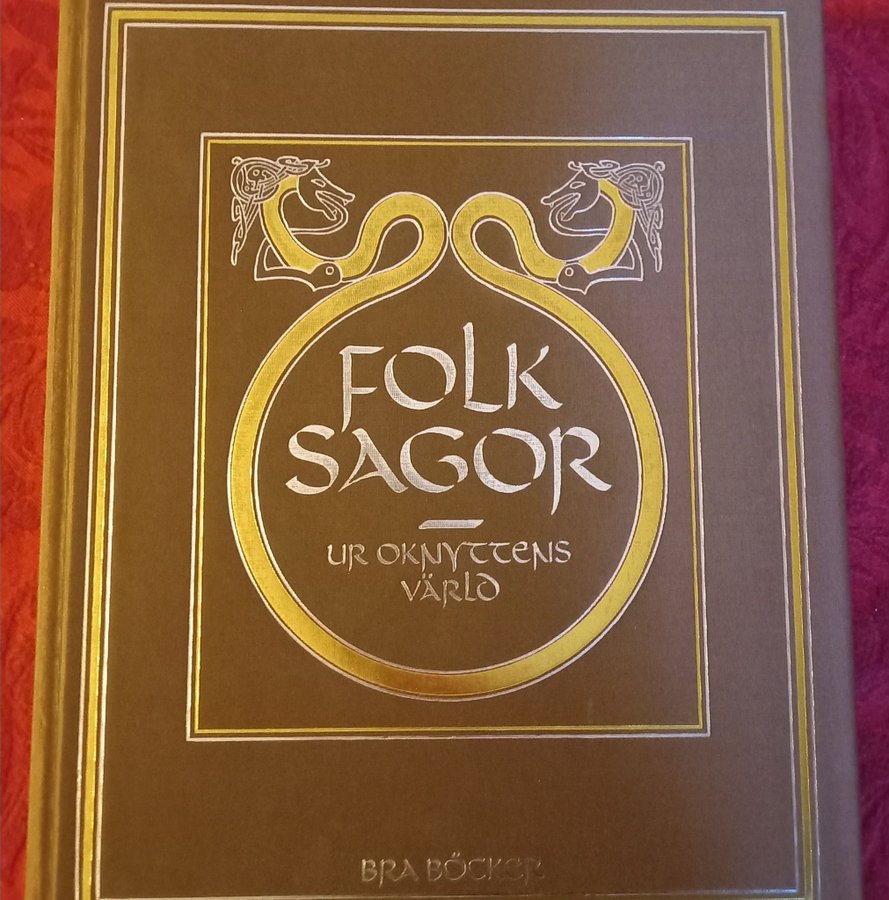 FOLK
SAGOR
UR OKNYTTENS
VÄRLD
BRA BÖCKER